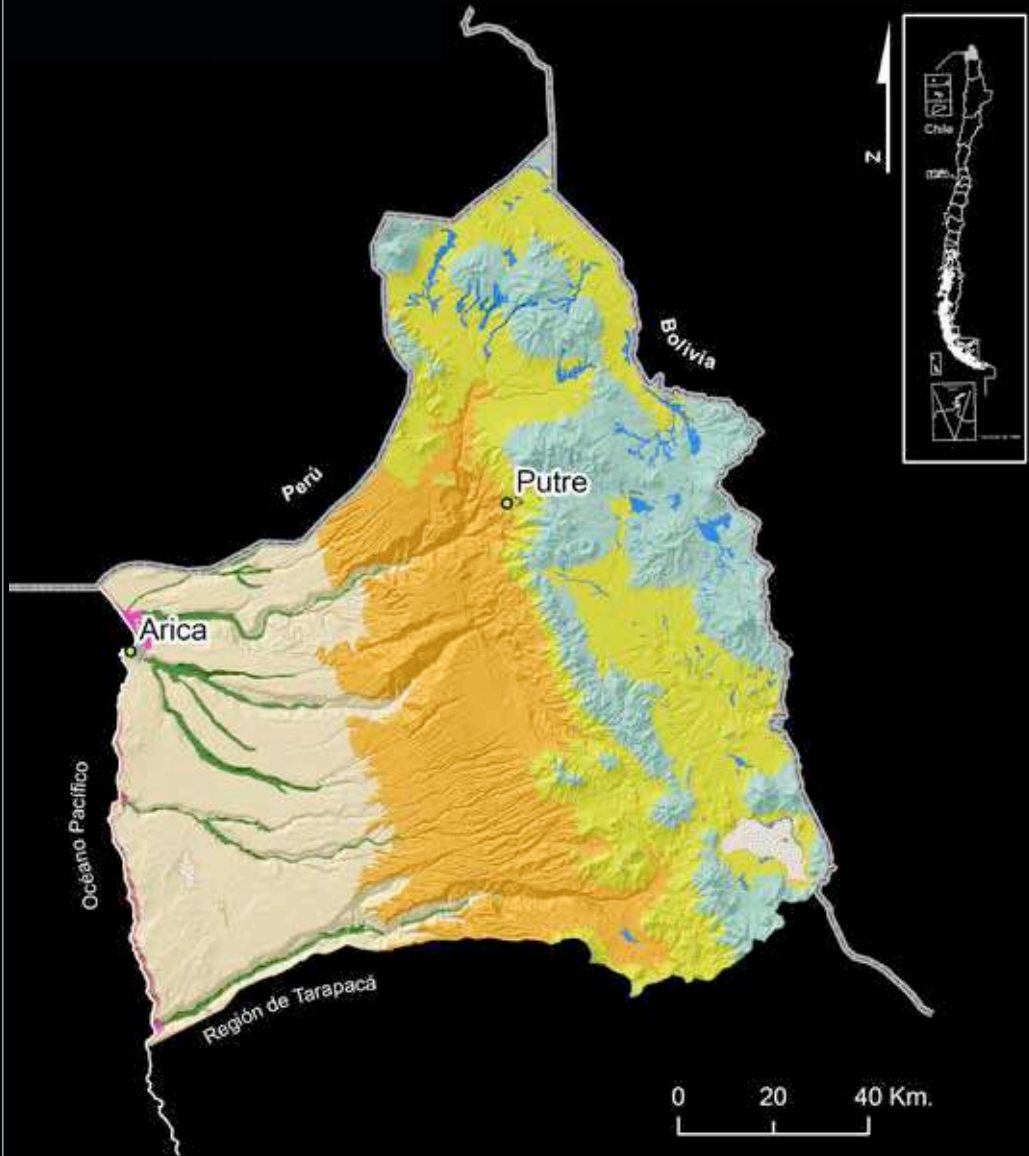 N
Chile
Bolivia
Perú
Putre
Arica
Océano Pacífico
Región de Tarapacá
0 20 40 Km.